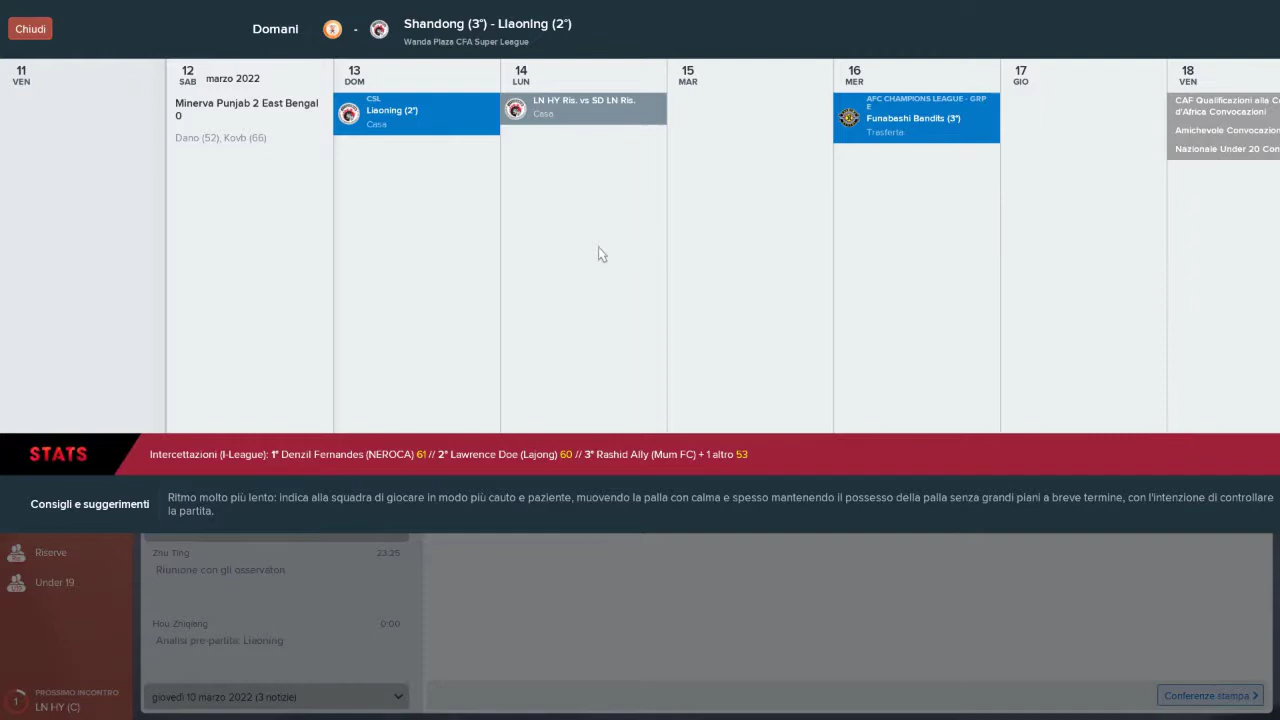 Chiudi
Domani
Shandong (3°) - Liaoning (2°)
Wanda Plaza CFA Super League
11
VEN
12
SAB marzo 2022
Minerva Punjab 2 East Bengal
0
Dano (52), Kovb (66)
13
DOM
CSL
Liaoning (2°)
Casa
14
LUN
LN HY Ris. vs SD LN Ris.
Casa
15
MAR
16
MER
AFC CHAMPIONS LEAGUE - GRP
E
Funabashi Bandits (3°)
Trasferta
17
GIO
18
VEN
CAF Qualificazioni alla C
d'Africa Convocazioni
Amichevole Convocazion
Nazionale Under 20 Con
STATS
Intercettazioni (I-League): 1° Denzil Fernandes (NEROCA) 61 // 2° Lawrence Doe (Lajong) 60 // 3° Rashid Ally (Mum FC) + 1 altro 53
Consigli e suggerimenti
Ritmo molto più lento: indica alla squadra di giocare in modo più cauto e paziente, muovendo la palla con calma e spesso mantenendo il possesso della palla senza grandi piani a breve termine, con l'intenzione di controllare
la partita.
Riserve
Under 19
Zhu Ting 23:25
Riunione con gli osservatori
Hou Zhiqiang 0:00
Analisi pre-partita: Liaoning
giovedì 10 marzo 2022 (3 notizie)
Conferenze stampa
1
PROSSIMO INCONTRO
LN HY (C)